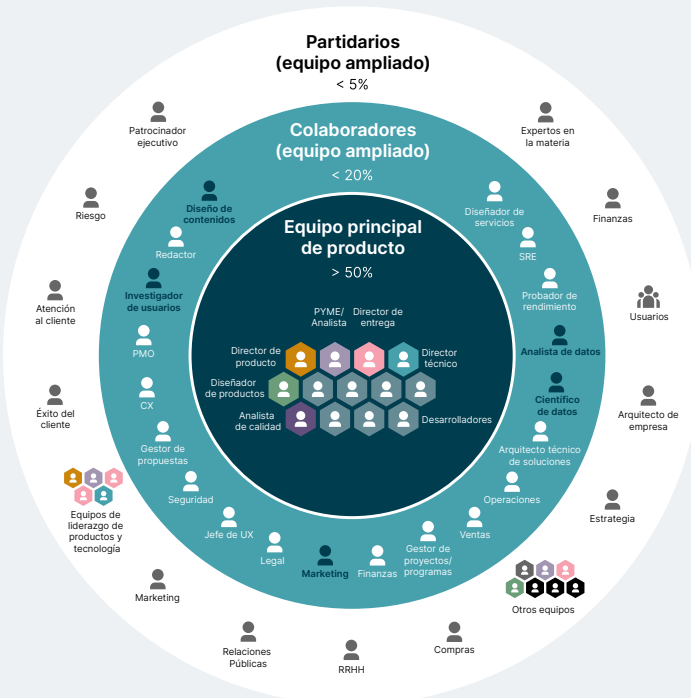 Partidarios
(equipo ampliado)
< 5%
Patrocinador
ejecutivo
Expertos en
la materia
Riesgo
Finanzas
Atención
al cliente
Usuarios
Éxito del
cliente
Arquitecto de
empresa
Equipos de
liderazgo de
productos y
tecnología
Estrategia
Marketing
Otros equipos
Relaciones
Públicas
RRHH
Compras
Colaboradores
(equipo ampliado)
< 20%
Diseño de
contenidos
Diseñador de
servicios
Redactor
SRE
Investigador
de usuarios
Probador de
rendimiento
PMO
Analista de datos
CX
Científico
de datos
Gestor de
propuestas
Arquitecto técnico
de soluciones
Seguridad
Operaciones
Jefe de UX
Ventas
Legal
Marketing
Finanzas
Gestor de
proyectos/
programas
Equipo principal
de producto
> 50%
PYME/
Analista
Director de
entrega
Director de
producto
Director
técnico
Diseñador
de productos
Analista
de calidad
Desarrolladores